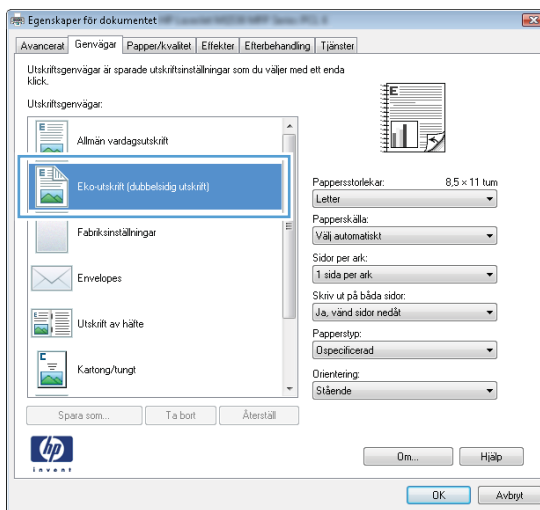 Egenskaper för dokumentet
Avancerat Genvägar Papper/kvalitet Effekter Efterbehandling Tjänster
Utskriftsgenvägar är sparade utskriftsinställningar som du väljer med ett enda
klick.
Utskriftsgenvägar:
Allmän vardagsutskrift
Eko-utskrift (dubbelsidig utskrift)
Fabriksinställningar
Envelopes
Utskrift av häfte
Kartong/tungt
Spara som... Ta bort Återställ
Pappersstorlekar: 8,5 × 11 tum
Letter
Papperskälla:
Välj automatiskt
Sidor per ark:
1 sida per ark
Skriv ut på båda sidor:
Ja, vänd sidor nedåt
Papperstyp:
Ospecificerad
Orientering:
Stående
hp
invent
Om... Hjälp
OK Avbryt